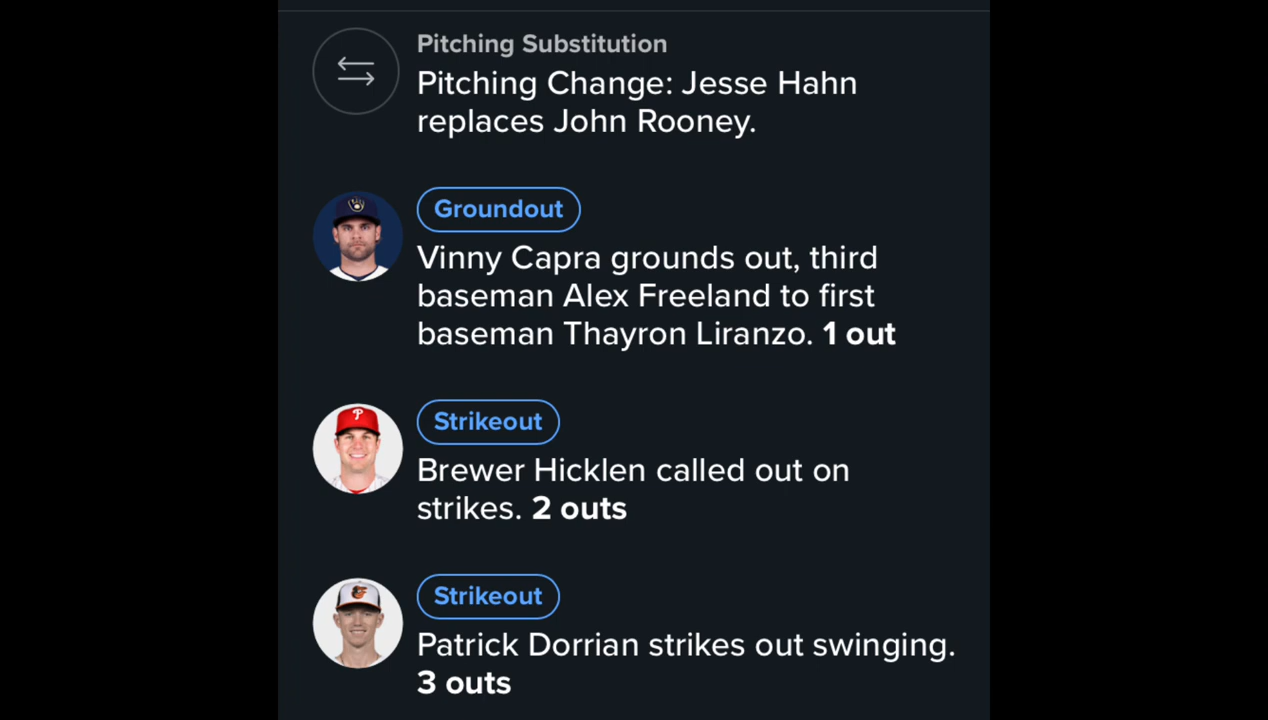 Pitching Substitution
Pitching Change: Jesse Hahn
replaces John Rooney.
Groundout
Vinny Capra grounds out, third
baseman Alex Freeland to first
baseman Thayron Liranzo. 1 out
Strikeout
Brewer Hicklen called out on
strikes. 2 outs
Strikeout
Patrick Dorrian strikes out swinging.
3 outs